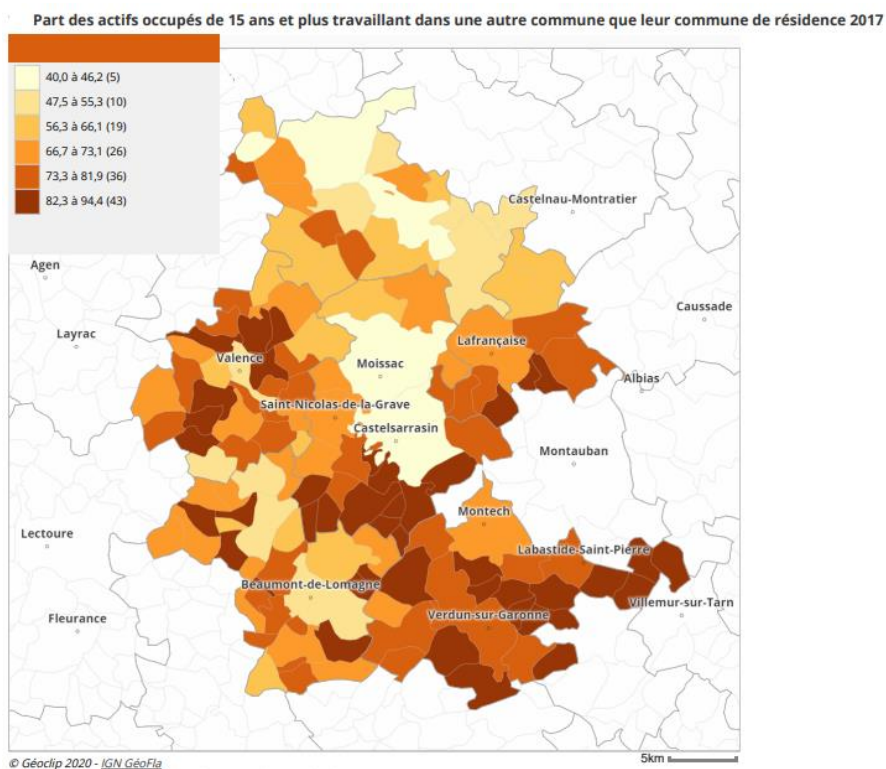 Part des actifs occupés de 15 ans et plus travaillant dans une autre commune que leur commune de résidence 2017
40,0 à 46,2 (5)
47,5 à 55,3 (10)
56,3 à 66,1 (19)
66,7 à 73,1 (26)
73,3 à 81,9 (36)
82,3 à 94,4 (43)
Castelnau-Montratier
Agen
Caussade
Layrac
Lafrançaise
Valence
Moissac
Albias
Saint-Nicolas-de-la-Grave
Castelsarrasin
Montauban
Montech
Lectoure
Labastide-Saint-Pierre
Beaumont-de-Lomagne
Villemur-sur-Tarn
Verdun-sur-Garonne
Fleurance
5km
© Géoclip 2020 - IGN GéoFla